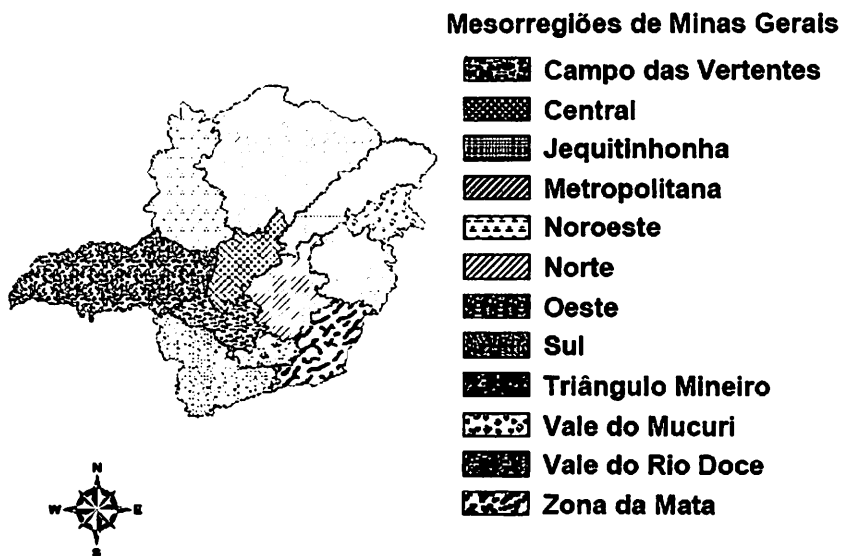 Mesorregiões de Minas Gerais
Campo das Vertentes
Central
Jequitinhonha
Metropolitana
Noroeste
Norte
Oeste
Sul
Triângulo Mineiro
Vale do Mucuri
Vale do Rio Doce
Zona da Mata
N
W E
S